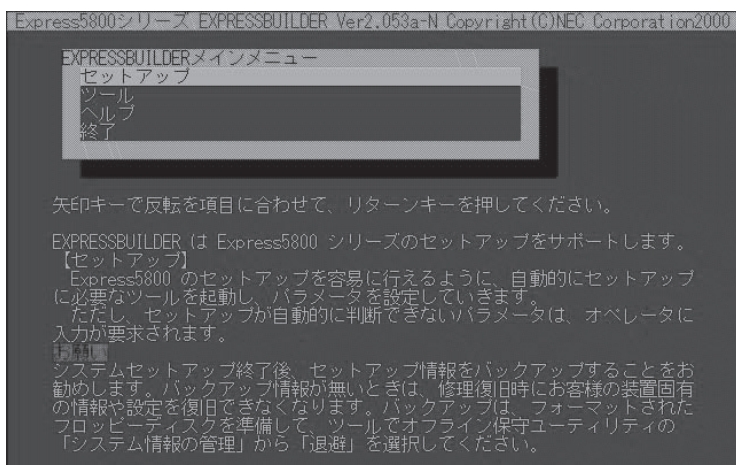 Express5800シリーズ EXPRESSBUILDER Ver2.053a-N Copyright(C)NEC Corporation2000
EXPRESSBUILDERメインメニュー
セットアップ
ツール
ヘルプ
終了
矢印キーで反転を項目に合わせて、リターンキーを押してください。
EXPRESSBUILDER は Express5800 シリーズのセットアップをサポートします。
【セットアップ】
Express5800 のセットアップを容易に行えるように、自動的にセットアップ
に必要なツールを起動し、パラメータを設定していきます。
ただし、セットアップが自動的に判断できないパラメータは、オペレータに
入力が要求されます。
お願い
システムセットアップ終了後、セットアップ情報をバックアップすることをお
勧めします。バックアップ情報が無いときは、修理復旧時にお客様の装置固有
の情報や設定を復旧できなくなります。バックアップは、フォーマットされた
フロッピーディスクを準備して、ツールでオフライン保守ユーティリティの
「システム情報の管理」から「退避」を選択してください。